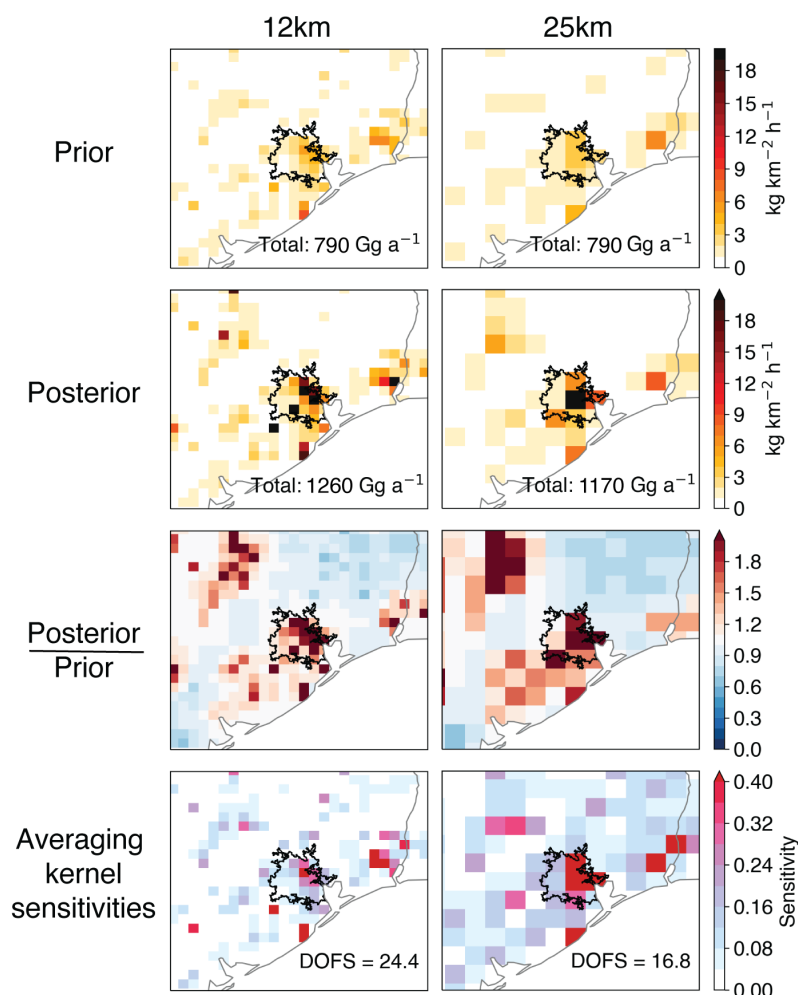 12km 25km
Prior
Total: 790 Gg a⁻¹
Total: 790 Gg a⁻¹
18
15
12
9
6
3
0
kg km⁻² h⁻¹
Posterior
Total: 1260 Gg a⁻¹
Total: 1170 Gg a⁻¹
18
15
12
9
6
3
0
kg km⁻² h⁻¹
Posterior
Prior
1.8
1.5
1.2
0.9
0.6
0.3
0.0
Averaging
kernel
sensitivities
DOFS = 24.4
DOFS = 16.8
0.40
0.32
0.24
0.16
0.08
0.00
Sensitivity